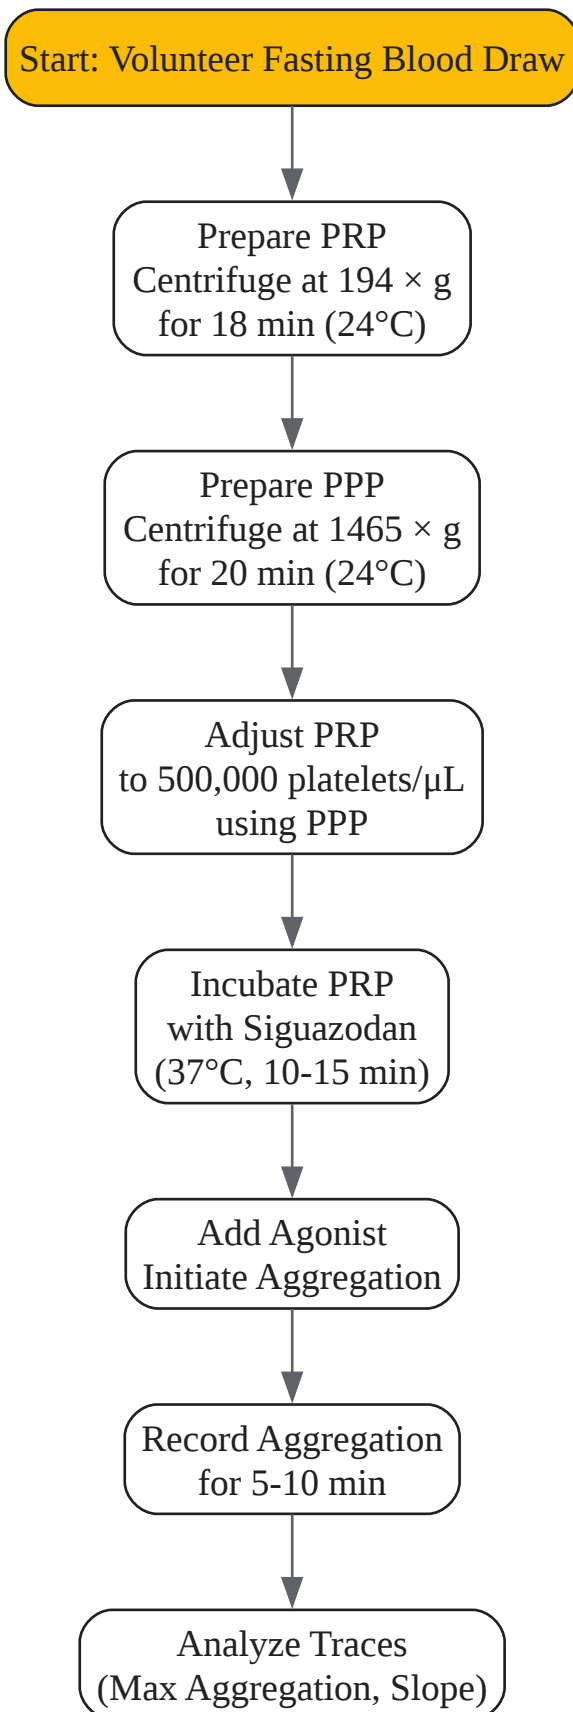 Start: Volunteer Fasting Blood Draw
Prepare PRP
Centrifuge at 194 × g
for 18 min (24°C)
Prepare PPP
Centrifuge at 1465 × g
for 20 min (24°C)
Adjust PRP
to 500,000 platelets/μL
using PPP
Incubate PRP
with Siguazodan
(37°C, 10-15 min)
Add Agonist
Initiate Aggregation
Record Aggregation
for 5-10 min
Analyze Traces
(Max Aggregation, Slope)